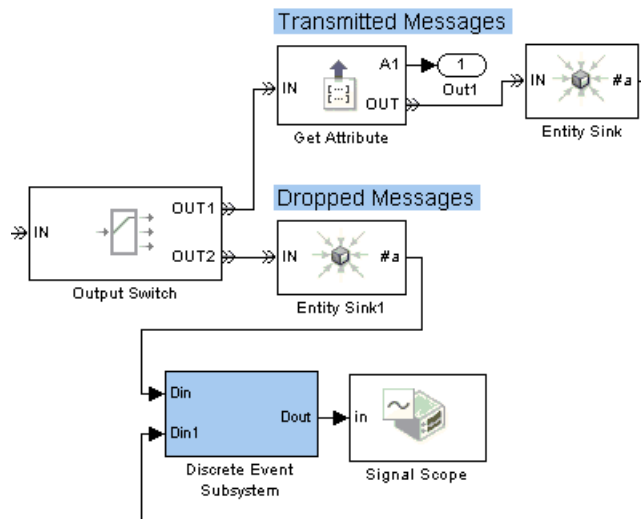 Transmitted Messages
IN
[...]
A1
OUT
Get Attribute
1
Out1
IN
#a
Entity Sink
IN
OUT1
OUT2
Output Switch
Dropped Messages
IN
#a
Entity Sink1
Din
Din1
Dout
Discrete Event
Subsystem
in
Signal Scope